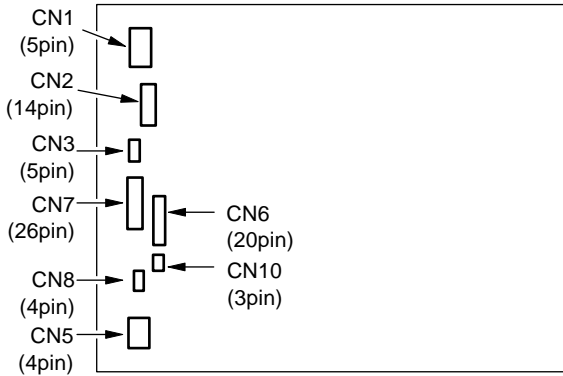 CN1
(5pin)
CN2
(14pin)
CN3
(5pin)
CN7
(26pin)
CN8
(4pin)
CN5
(4pin)
CN6
(20pin)
CN10
(3pin)